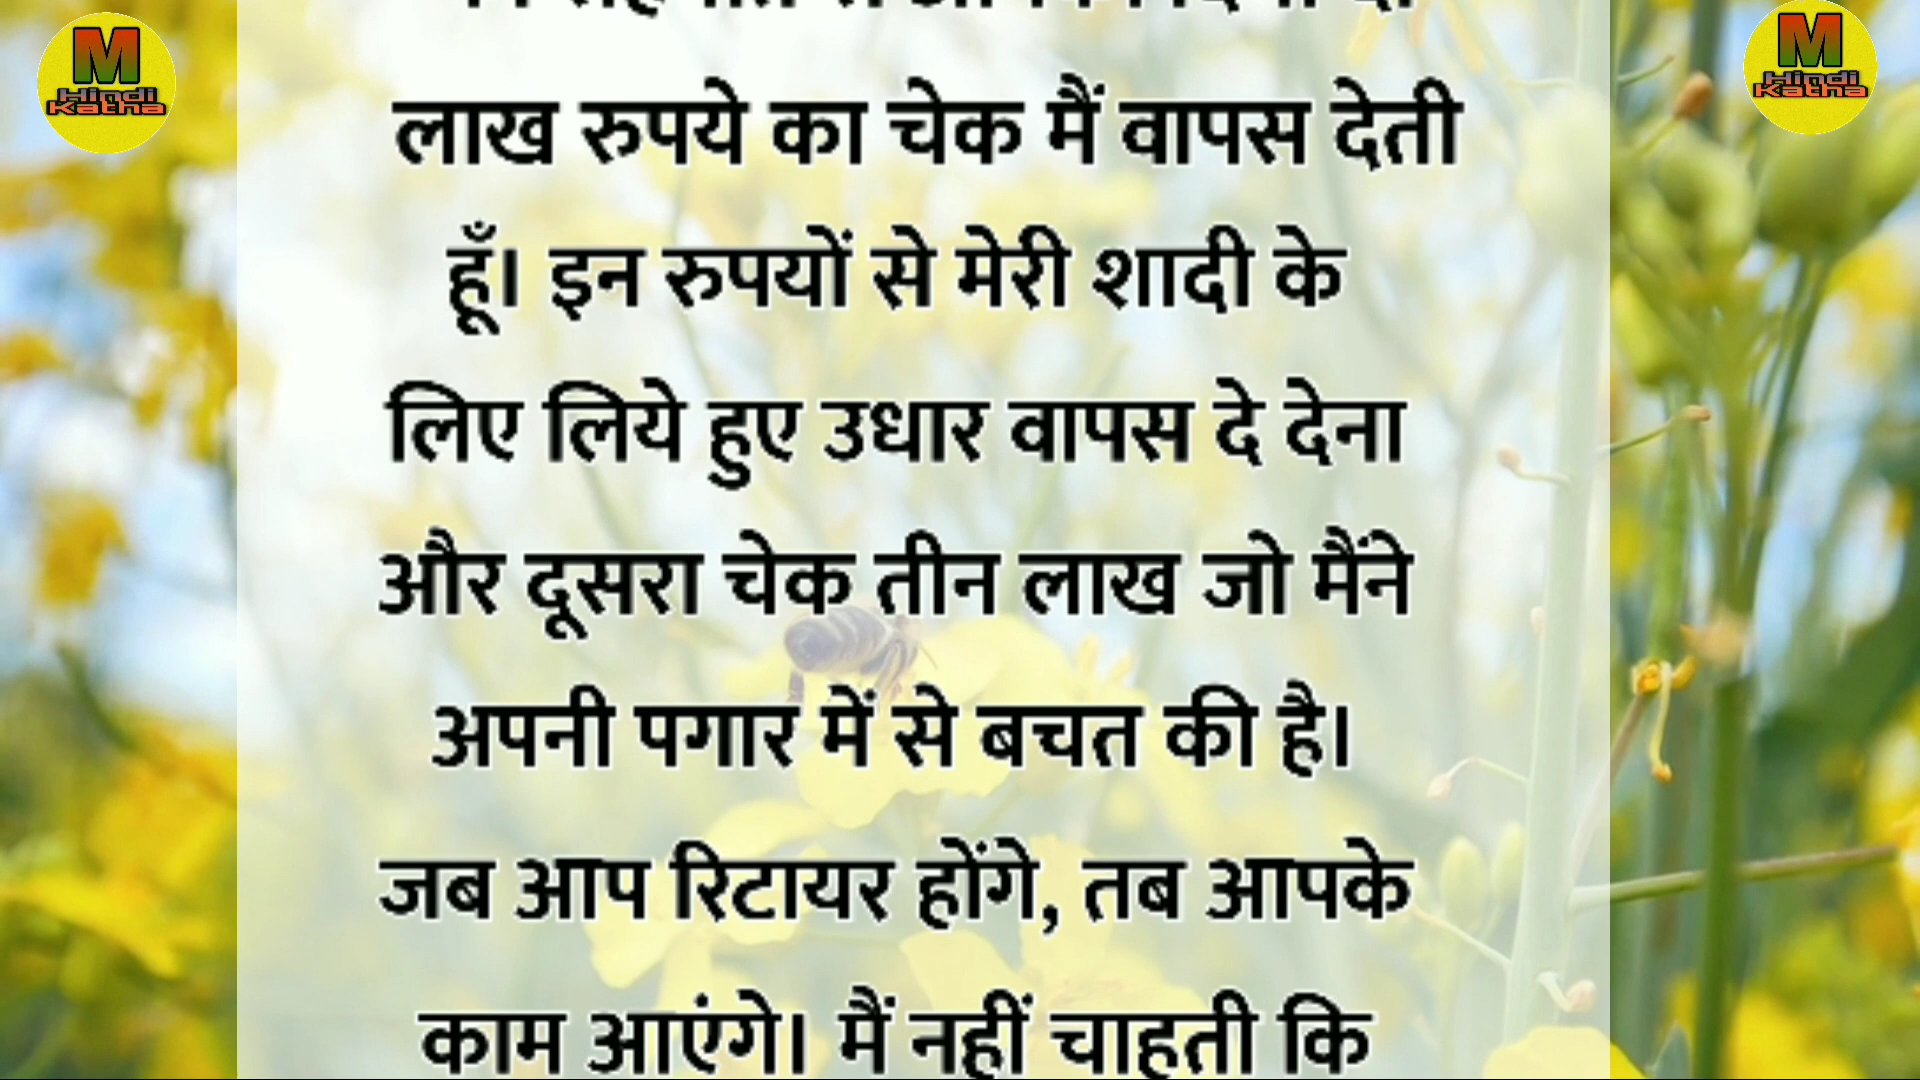 M
Hindi
Katha
M
Hindi
Katha
लाख रुपये का चेक मैं वापस देती
हूँ। इन रुपयों से मेरी शादी के
लिए लिये हुए उधार वापस दे देना
और दूसरा चेक तीन लाख जो मैंने
अपनी पगार में से बचत की है।
जब आप रिटायर होंगे, तब आपके
काम आएंगे। मैं नहीं चाहती कि